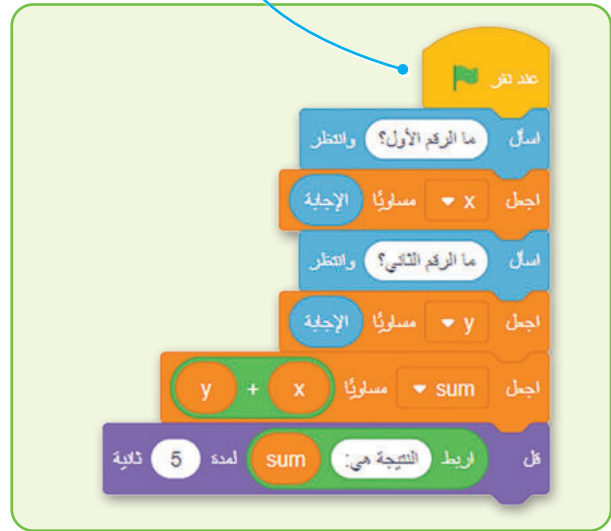 عند نقر
اسأل ما الرقم الأول؟ وانتظر
اجعل x مساويًا الإجابة
اسأل ما الرقم الثاني؟ وانتظر
اجعل y مساويًا الإجابة
اجعل sum مساويًا x + y
قل اربط النتيجة هي: sum لمدة 5 ثانية